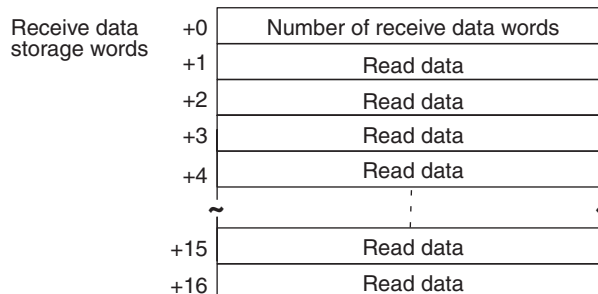 Receive data
storage words
+0 Number of receive data words
+1 Read data
+2 Read data
+3 Read data
+4 Read data
+15 Read data
+16 Read data